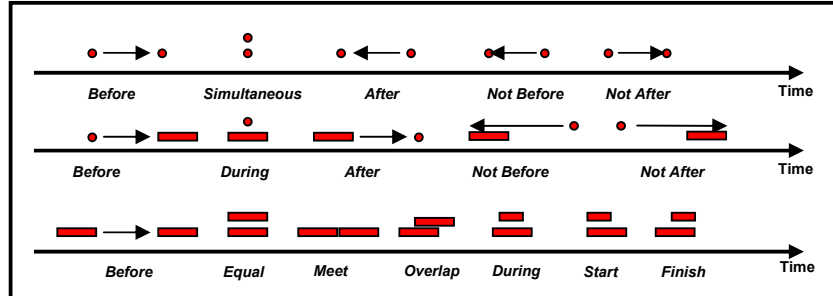 Before Simultaneous After Not Before Not After Time
Before During After Not Before Not After Time
Before Equal Meet Overlap During Start Finish Time